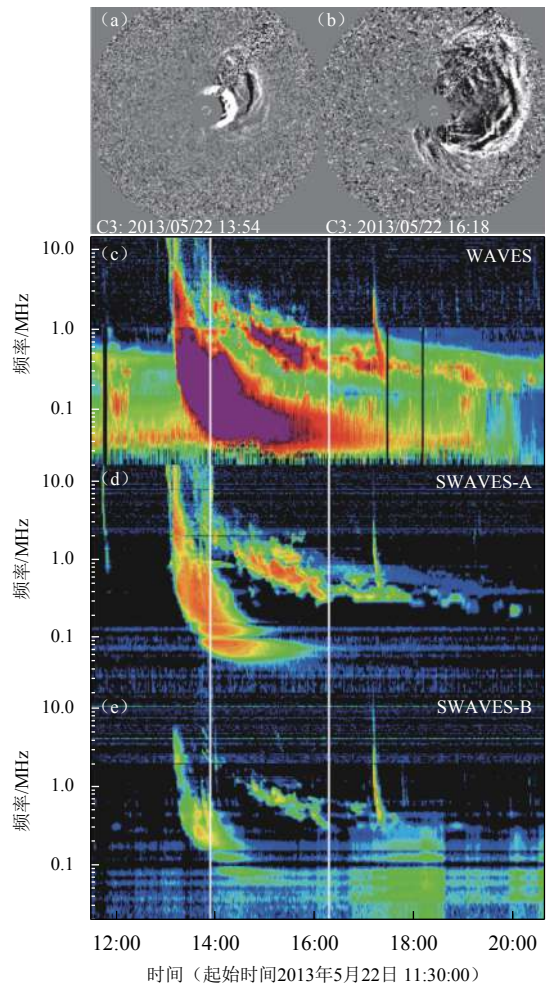 （a）
（b）
C3: 2013/05/22 13:54
C3: 2013/05/22 16:18
（c）
WAVES
10.0
1.0
0.1
频率/MHz
（d）
SWAVES-A
10.0
1.0
0.1
频率/MHz
（e）
SWAVES-B
10.0
1.0
0.1
频率/MHz
12:00
14:00
16:00
18:00
20:00
时间（起始时间2013年5月22日 11:30:00）